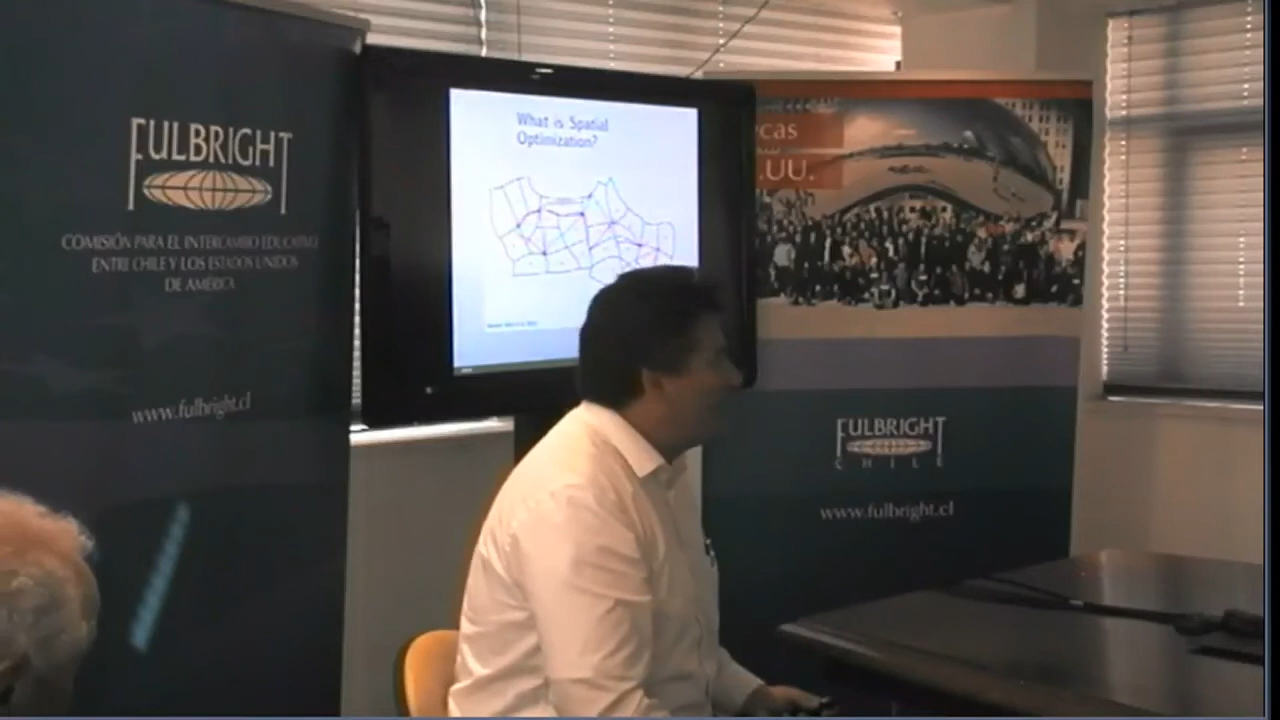 FULBRIGHT
COMISIÓN PARA EL INTERCAMBIO EDUCATIVO
ENTRE CHILE Y LOS ESTADOS UNIDOS
DE AMÉRICA
www.fulbright.cl
What is Spatial
Optimization?
ecas
.UU.
FULBRIGHT
CHILE
www.fulbright.cl